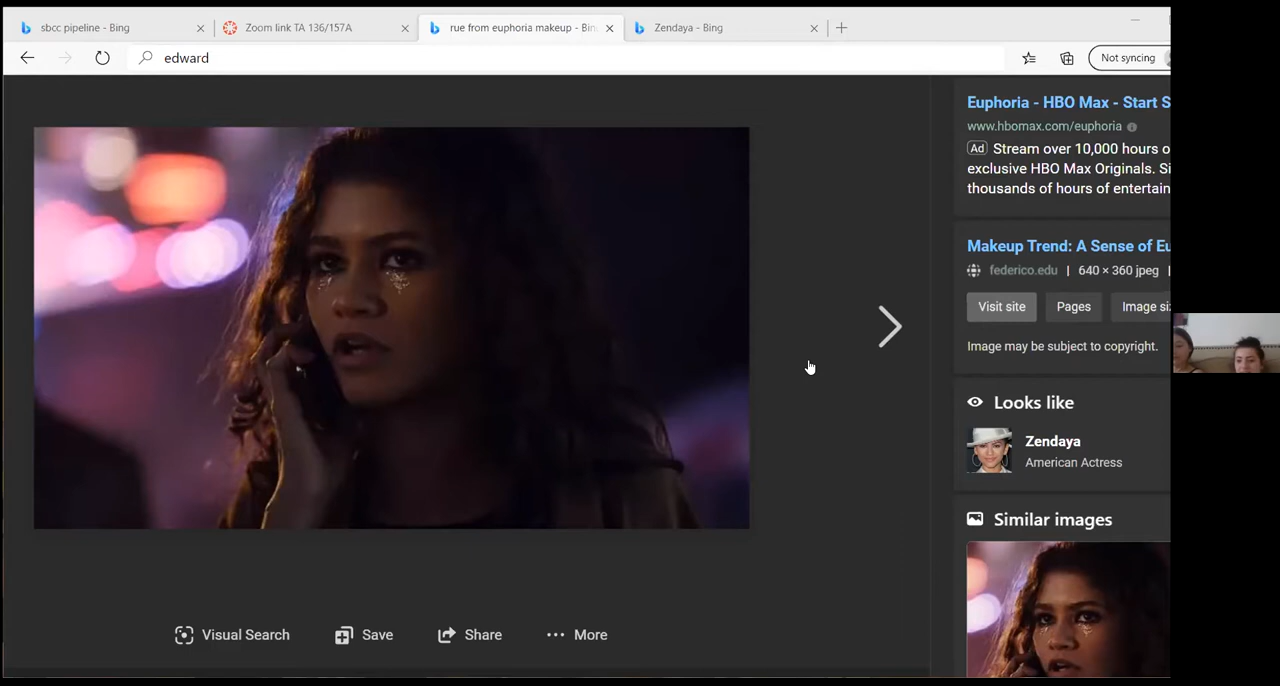 sbcc pipeline - Bing
Zoom link TA 136/157A
rue from euphoria makeup - Bin
Zendaya - Bing
edward
Not syncing
Euphoria - HBO Max - Start S
www.hbomax.com/euphoria
Ad Stream over 10,000 hours o
exclusive HBO Max Originals. Si
thousands of hours of entertain
Makeup Trend: A Sense of Eu
federico.edu | 640 × 360 jpeg |
Visit site
Pages
Image si
Image may be subject to copyright.
Looks like
Zendaya
American Actress
Similar images
Visual Search
Save
Share
More